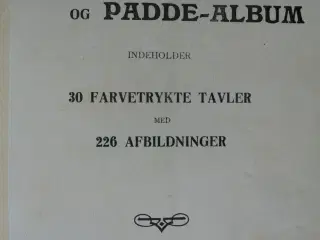 OG PADDE-ALBUM
INDEHOLDER
30 FARVETRYKTE TAVLER
MED
226 AFBILDNINGER